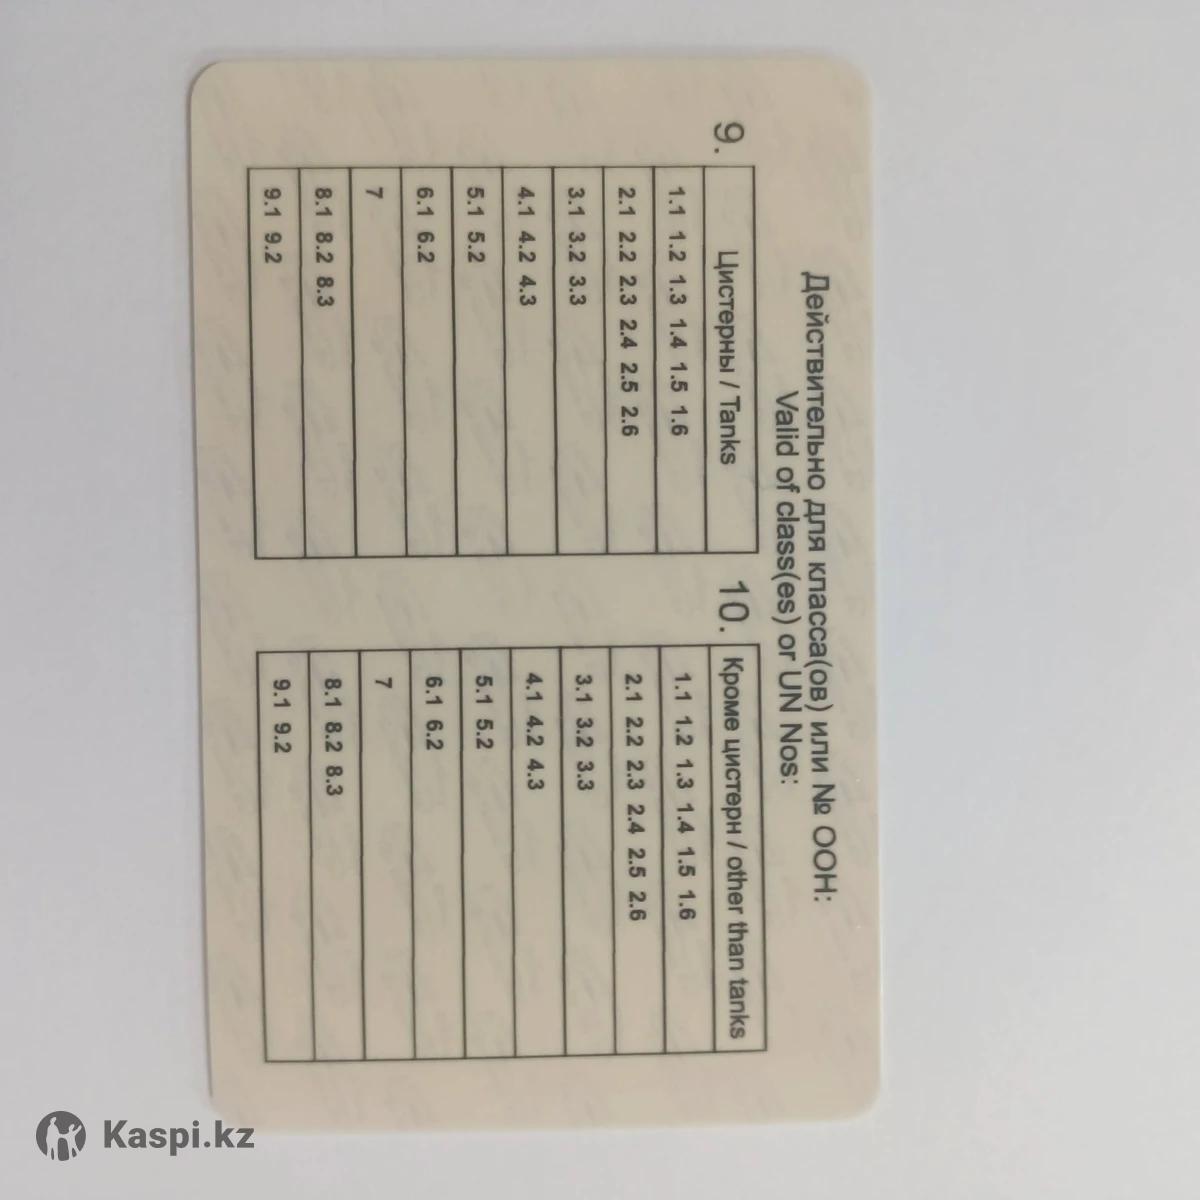 Действительно для класса(ов) или № ООН:
Valid of class(es) or UN Nos:
9.
Цистерны / Tanks
1.1 1.2 1.3 1.4 1.5 1.6
2.1 2.2 2.3 2.4 2.5 2.6
3.1 3.2 3.3
4.1 4.2 4.3
5.1 5.2
6.1 6.2
7
8.1 8.2 8.3
9.1 9.2
10.
Кроме цистерн / other than tanks
1.1 1.2 1.3 1.4 1.5 1.6
2.1 2.2 2.3 2.4 2.5 2.6
3.1 3.2 3.3
4.1 4.2 4.3
5.1 5.2
6.1 6.2
7
8.1 8.2 8.3
9.1 9.2
Kaspi.kz